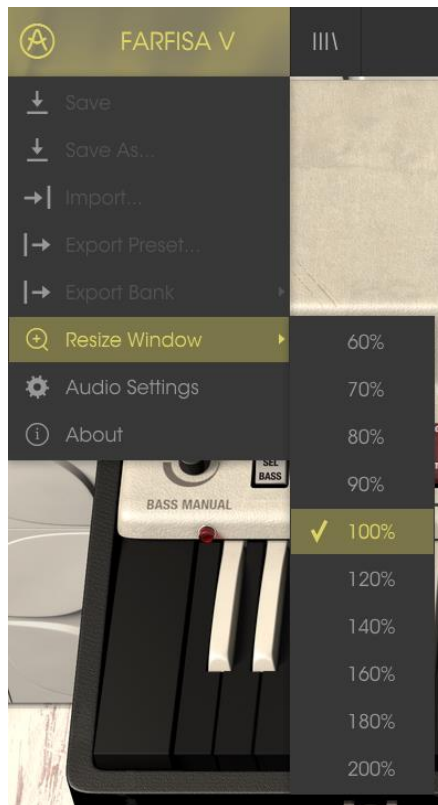 FARFISA V
Save
Save As...
Import...
Export Preset...
Export Bank
Resize Window
Audio Settings
About
60%
70%
80%
90%
100%
120%
140%
160%
180%
200%
SEL
BASS
BASS MANUAL